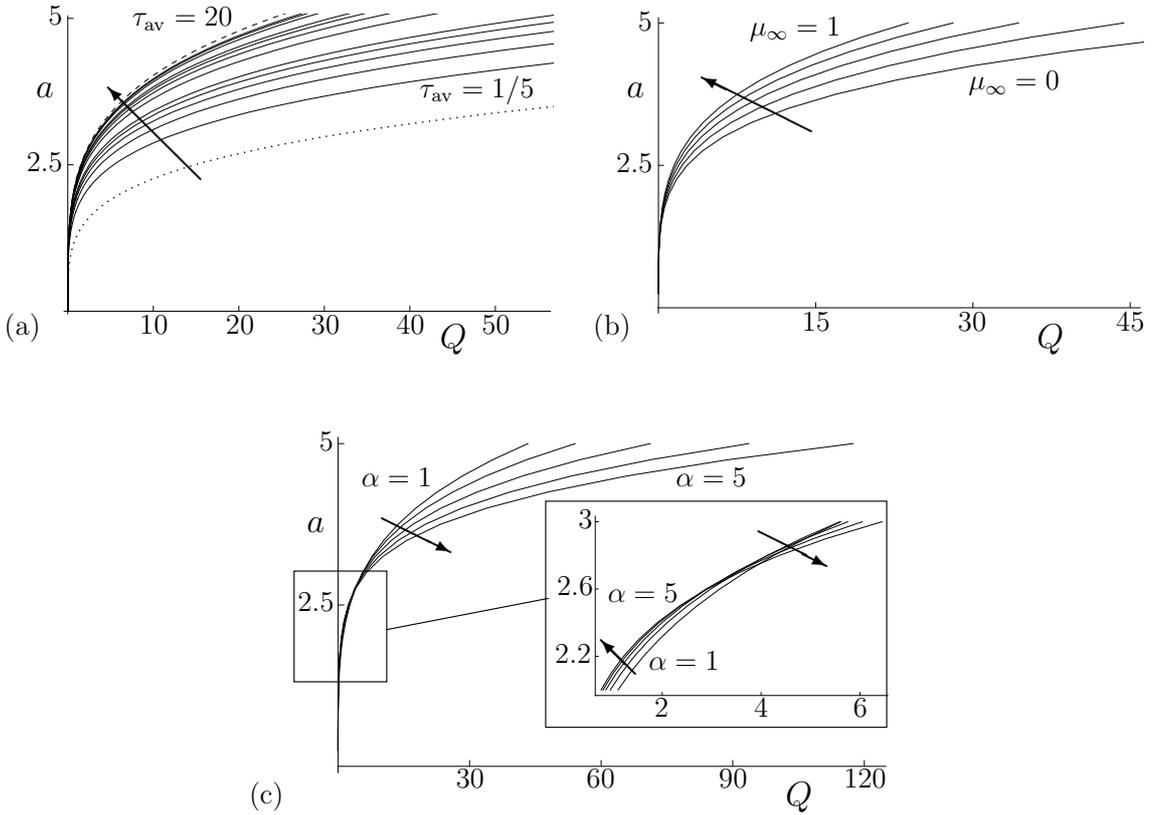 5
τav = 20
a
τav = 1/5
2.5
10 20 30 40 50
(a)
Q
5
μ∞ = 1
a
μ∞ = 0
2.5
15 30 45
(b)
Q
5
α = 1
α = 5
a
2.5
3
2.6
α = 5
2.2
α = 1
2 4 6
30 60 90 120
(c)
Q